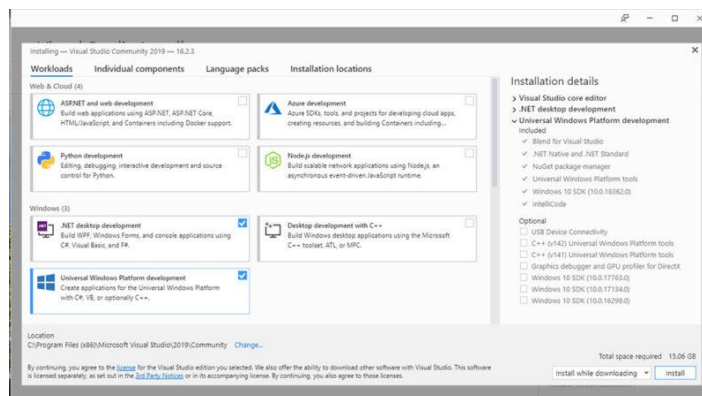 Installing — Visual Studio Community 2019 — 16.2.3
Workloads Individual components Language packs Installation locations
Web & Cloud (4)
ASP.NET and web development
Build web applications using ASP.NET, ASP.NET Core,
HTML/JavaScript, and Containers including Docker support.
Azure development
Azure SDKs, tools, and projects for developing cloud apps,
creating resources, and building Containers including...
Python development
Editing, debugging, interactive development and source
control for Python.
Node.js development
Build scalable network applications using Node.js, an
asynchronous event-driven JavaScript runtime.
Windows (3)
.NET desktop development
Build WPF, Windows Forms, and console applications using
C#, Visual Basic, and F#.
Desktop development with C++
Build Windows desktop applications using the Microsoft
C++ toolset, ATL, or MFC.
Universal Windows Platform development
Create applications for the Universal Windows Platform
with C#, VB, or optionally C++.
Location
C:\Program Files (x86)\Microsoft Visual Studio\2019\Community Change...
By continuing, you agree to the license for the Visual Studio edition you selected. We also offer the ability to download other software with Visual Studio. This software
is licensed separately, as set out in the 3rd Party Notices or in its accompanying license. By continuing, you also agree to those licenses.
Installation details
Visual Studio core editor
.NET desktop development
Universal Windows Platform development
Included
Blend for Visual Studio
.NET Native and .NET Standard
NuGet package manager
Universal Windows Platform tools
Windows 10 SDK (10.0.18362.0)
IntelliCode
Optional
USB Device Connectivity
C++ (v142) Universal Windows Platform tools
C++ (v141) Universal Windows Platform tools
Graphics debugger and GPU profiler for DirectX
Windows 10 SDK (10.0.17763.0)
Windows 10 SDK (10.0.17134.0)
Windows 10 SDK (10.0.16299.0)
Total space required 15.06 GB
Install while downloading Install